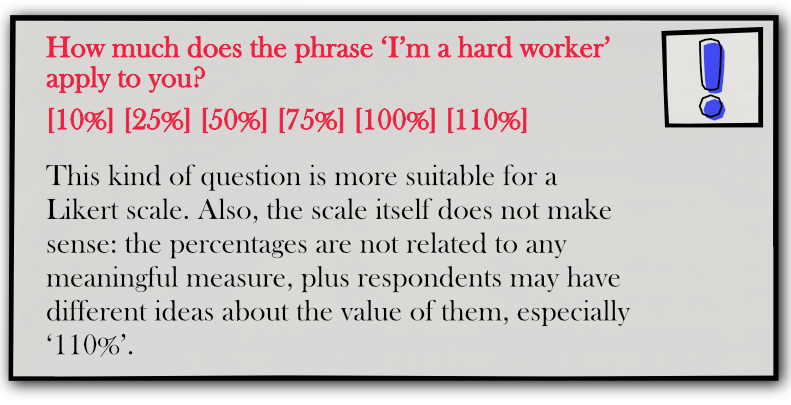 How much does the phrase ‘I’m a hard worker’
apply to you?
[10%] [25%] [50%] [75%] [100%] [110%]
This kind of question is more suitable for a
Likert scale. Also, the scale itself does not make
sense: the percentages are not related to any
meaningful measure, plus respondents may have
different ideas about the value of them, especially
‘110%’.